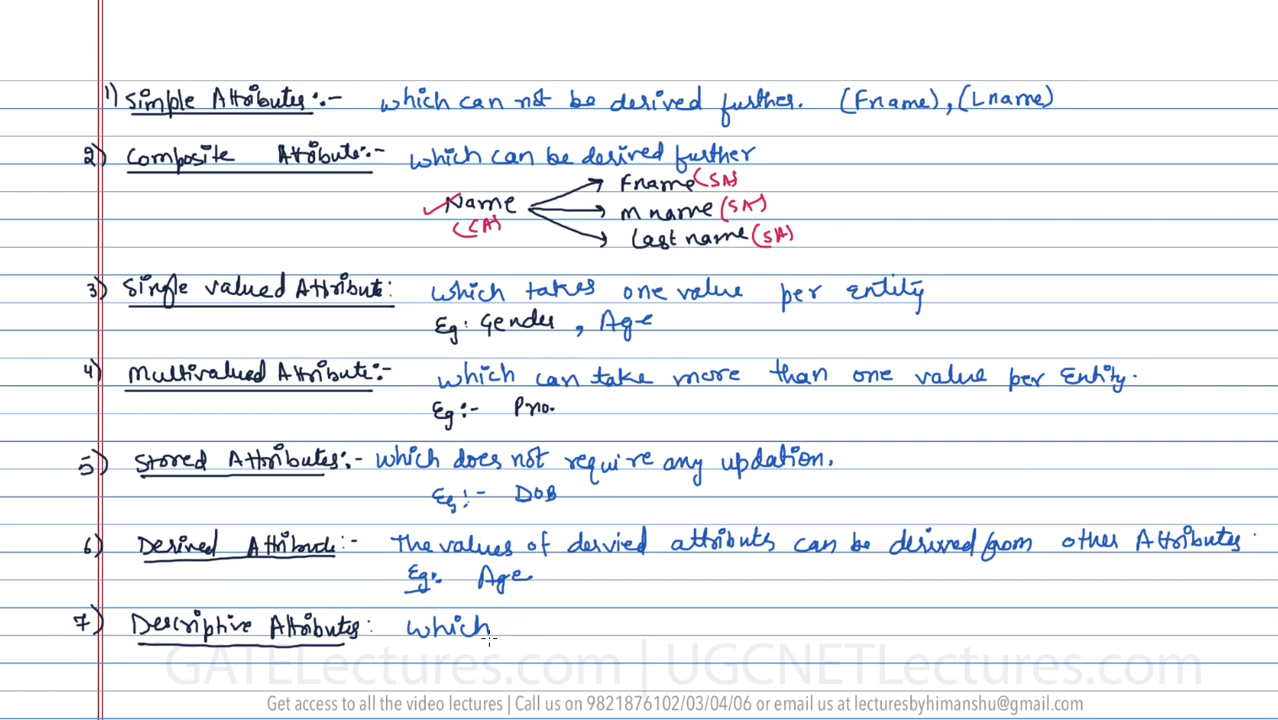 1) Simple Attributes:- which can not be derived further. (Fname), (Lname)
2) Composite Attribute:- which can be desired further
Fname (SA)
Name
m name (SA)
(CA)
Last name (SA)
3) Single valued Attribute: which takes one value per entity
Eg: Gender, Age
4) Multivalued Attribute:- which can take more than one value per Entity.
Eg:- Pno.
5) Stored Attributes:- which does not require any updation.
Eg:- DOB
6) Derived Attribute:- The values of dervied attributs can be derived from other Attributes.
Eg: Age
7) Descriptive Attributes: which
GATELectures.com | UGCNETLectures.com
Get access to all the video lectures | Call us on 9821876102/03/04/06 or email us at lecturesbyhimanshu@gmail.com